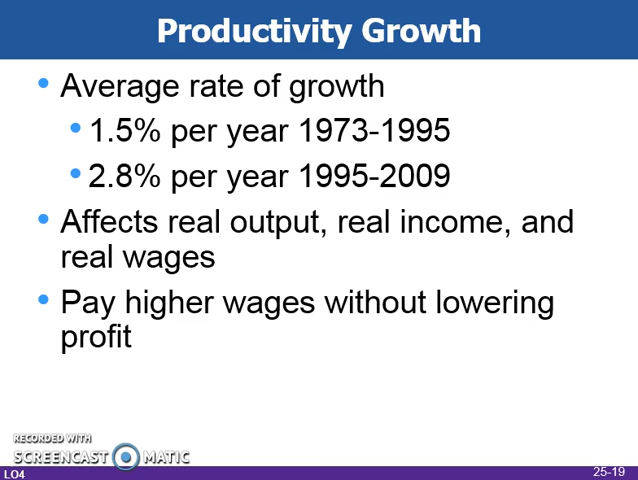 Productivity Growth
• Average rate of growth
• 1.5% per year 1973-1995
• 2.8% per year 1995-2009
• Affects real output, real income, and
real wages
• Pay higher wages without lowering
profit
RECORDED WITH
SCREENCAST MATIC
LO4
25-19